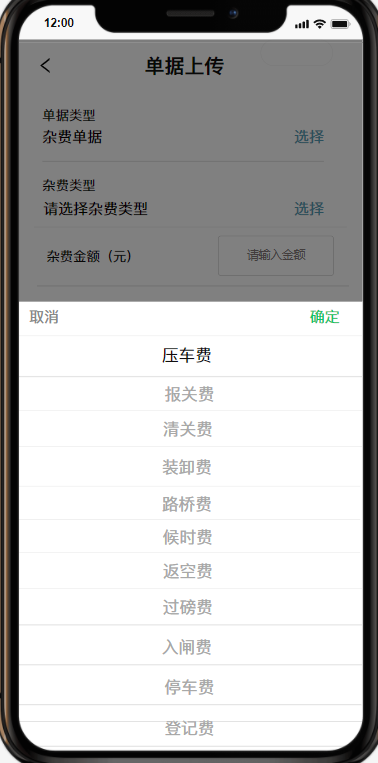 12:00
单据上传
单据类型
杂费单据 选择
杂费类型
请选择杂费类型 选择
杂费金额（元） 请输入金额
取消 确定
压车费
报关费
清关费
装卸费
路桥费
候时费
返空费
过磅费
入闸费
停车费
登记费